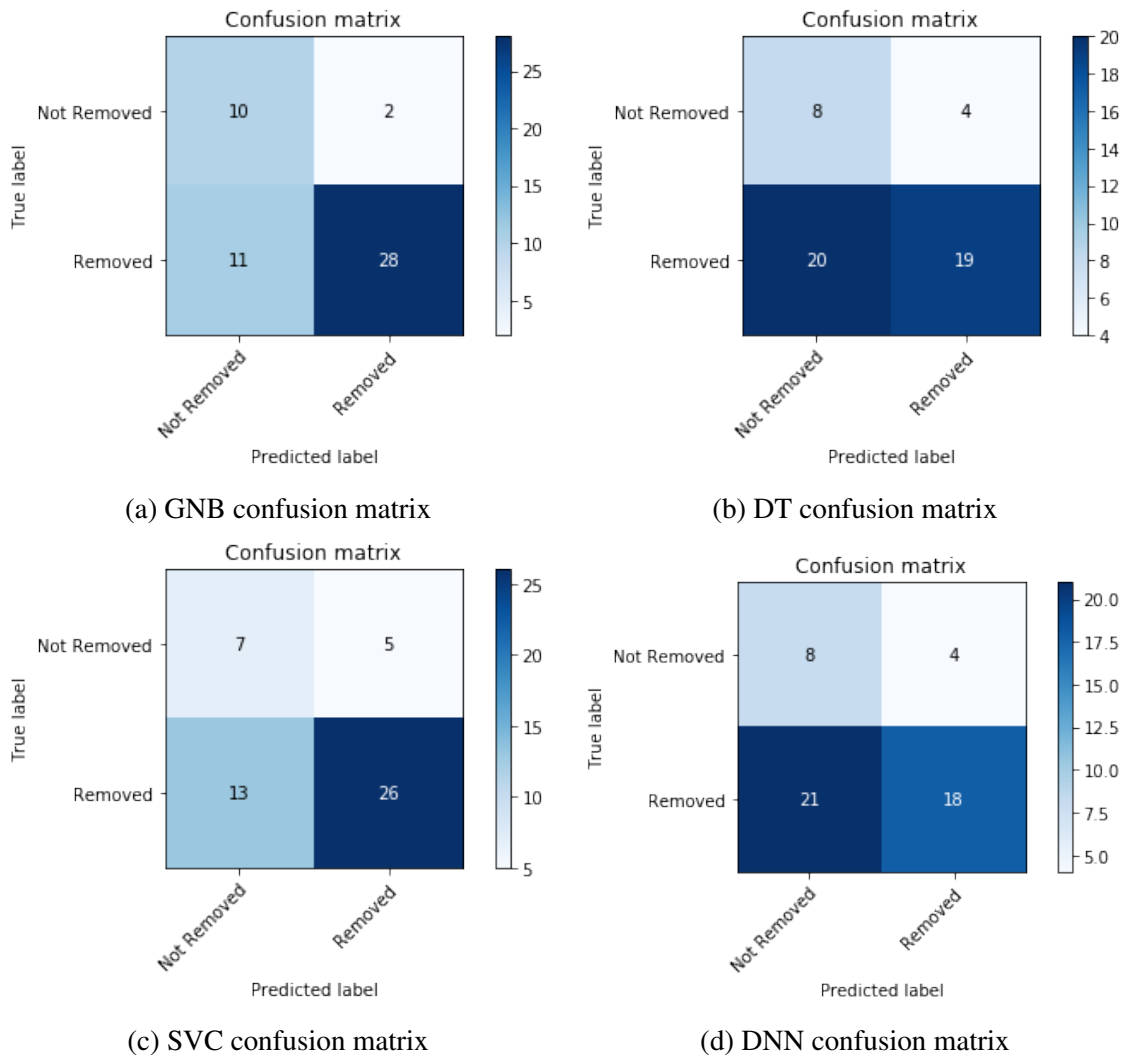 Confusion matrix
True label
Not Removed
10
2
25
20
15
10
5
Removed
11
28
Not Removed
Removed
Predicted label
(a) GNB confusion matrix
Confusion matrix
True label
Not Removed
8
4
20
18
16
14
12
10
8
6
4
Removed
20
19
Not Removed
Removed
Predicted label
(b) DT confusion matrix
Confusion matrix
True label
Not Removed
7
5
25
20
15
10
5
Removed
13
26
Not Removed
Removed
Predicted label
(c) SVC confusion matrix
Confusion matrix
True label
Not Removed
8
4
20.0
17.5
15.0
12.5
10.0
7.5
5.0
Removed
21
18
Not Removed
Removed
Predicted label
(d) DNN confusion matrix